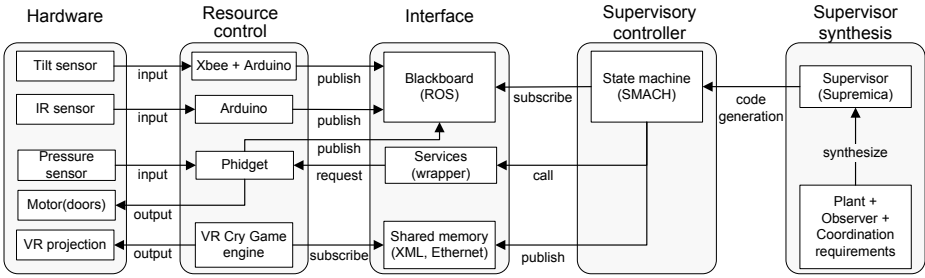 Hardware
Resource
control
Interface
Supervisory
controller
Supervisor
synthesis
Tilt sensor
input
Xbee + Arduino
publish
Blackboard
(ROS)
subscribe
State machine
(SMACH)
code
generation
Supervisor
(Supremica)
IR sensor
input
Arduino
publish
synthesize
Pressure
sensor
input
Phidget
publish
request
Services
(wrapper)
call
Motor(doors)
output
Plant +
Observer +
Coordination
requirements
VR projection
output
VR Cry Game
engine
subscribe
Shared memory
(XML, Ethernet)
publish